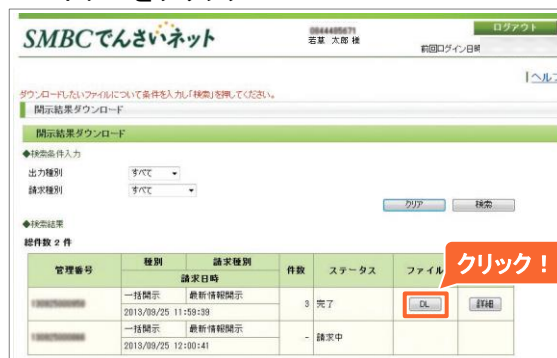 SMBCでんさいネット
若草 太郎 様
ログアウト
前回ログイン日時
ヘルプ
ダウンロードしたいファイルについて条件を入力し「検索」を押してください。
開示結果ダウンロード
開示結果ダウンロード
◆検索条件入力
出力種別 すべて
請求種別 すべて
クリア 検索
◆検索結果
総件数 2 件
クリック！
管理番号 種別 請求種別 件数 ステータス ファイル
請求日時
一括開示 最新情報開示 3 完了 DL 詳細
2013/09/25 11:59:39
一括開示 最新情報開示 - 請求中
2013/09/25 12:00:41